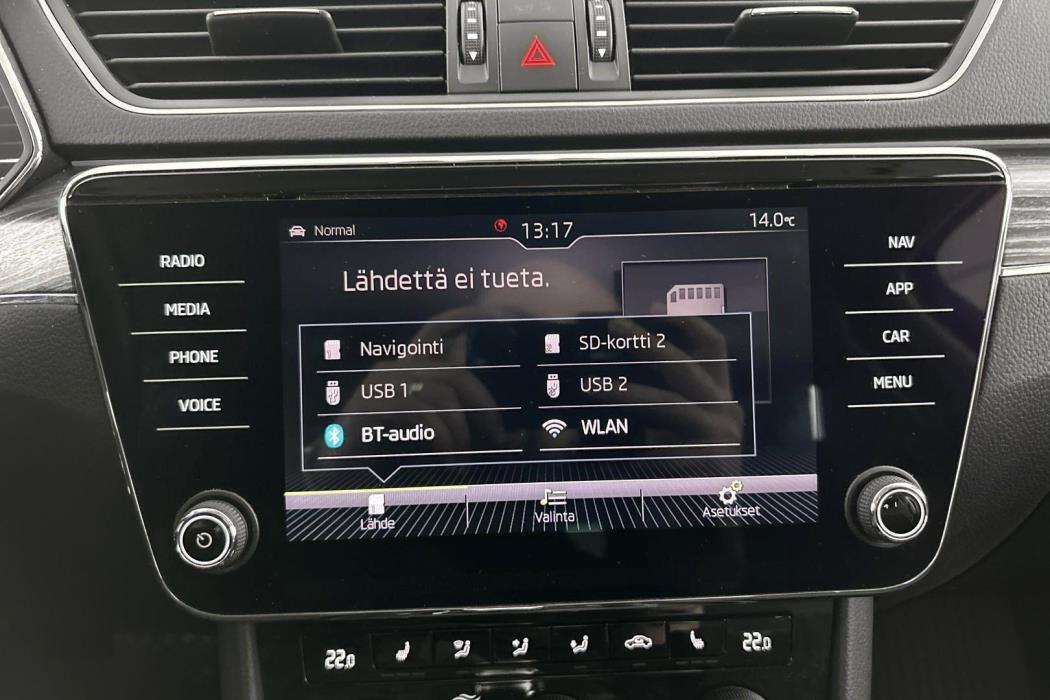 Normal
13:17
14.0°C
RADIO
MEDIA
PHONE
VOICE
Lähdettä ei tueta.
Navigointi
SD-kortti 2
USB 1
USB 2
BT-audio
WLAN
Lähde
Valinta
Asetukset
NAV
APP
CAR
MENU
22.0
22.0